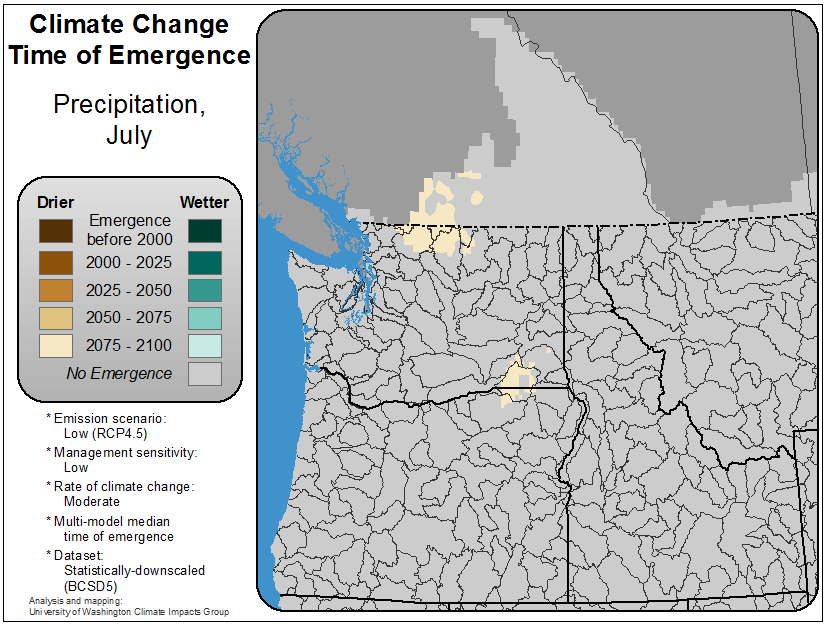 Climate Change
Time of Emergence
Precipitation,
July
Drier Wetter
Emergence
before 2000
2000 - 2025
2025 - 2050
2050 - 2075
2075 - 2100
No Emergence
* Emission scenario:
Low (RCP4.5)
* Management sensitivity:
Low
* Rate of climate change:
Moderate
* Multi-model median
time of emergence
* Dataset:
Statistically-downscaled
(BCSD5)
Analysis and mapping:
University of Washington Climate Impacts Group